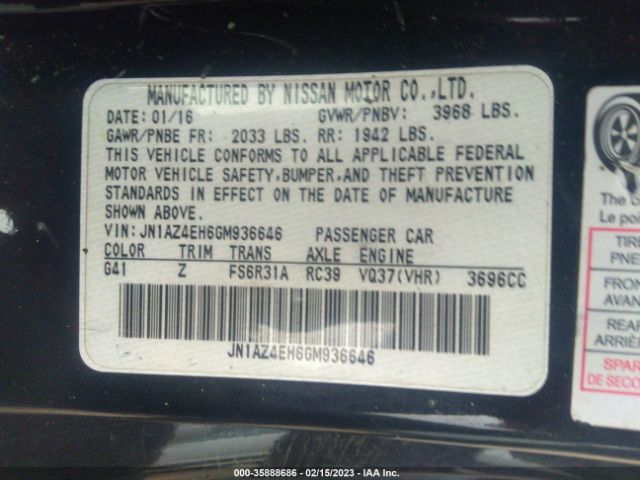 MANUFACTURED BY NISSAN MOTOR CO.,LTD.
DATE: 01/16 GVWR/PNBV: 3968 LBS.
GAWR/PNBE FR: 2033 LBS. RR: 1942 LBS.
THIS VEHICLE CONFORMS TO ALL APPLICABLE FEDERAL
MOTOR VEHICLE SAFETY,BUMPER,AND THEFT PREVENTION
STANDARDS IN EFFECT ON THE DATE OF MANUFACTURE
SHOWN ABOVE.
VIN:JN1AZ4EH6GM936646 PASSENGER CAR
COLOR TRIM TRANS AXLE ENGINE
G41 Z FS6R31A RC39 VQ37(VHR) 3696CC
JN1AZ4EH6GM936646
The
Le po
TIRE
PNE
FRON
AVAN
REAR
ARRIÈ
SPAR
DE SECO
000-35888686 - 02/15/2023 - IAA Inc.